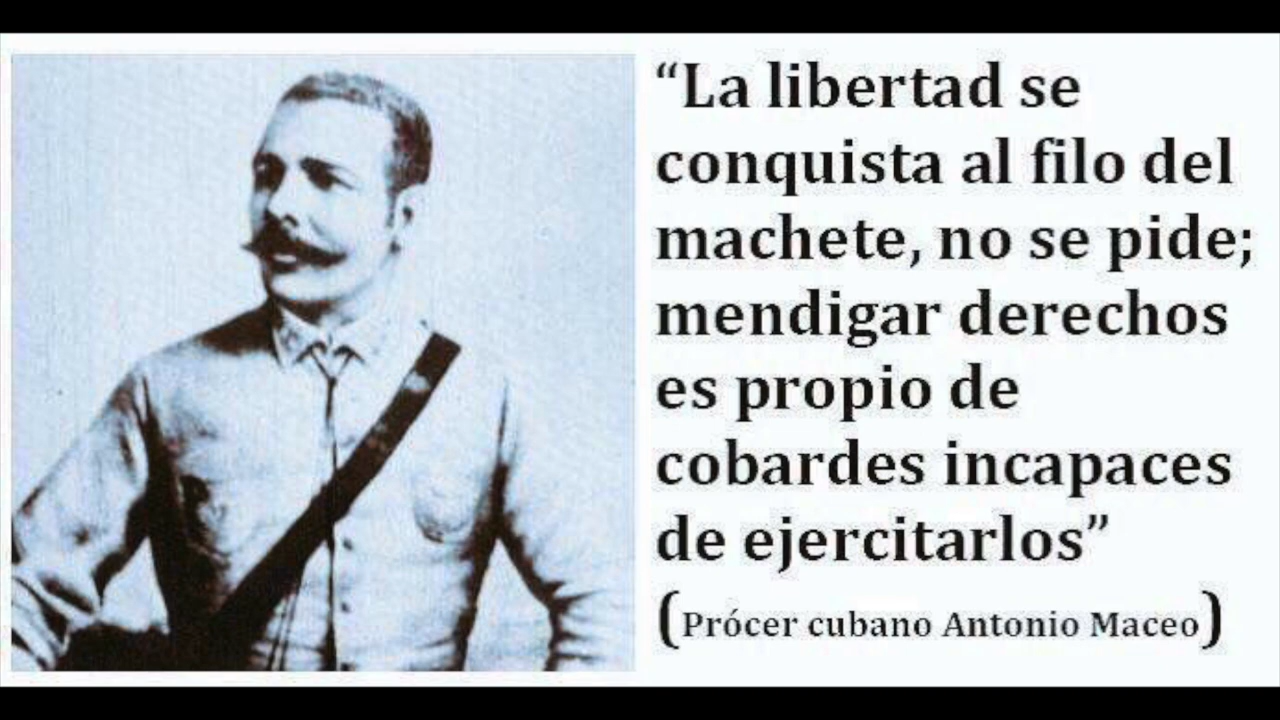 “La libertad se
conquista al filo del
machete, no se pide;
mendigar derechos
es propio de
cobardes incapaces
de ejercitarlos”
(Prócer cubano Antonio Maceo)